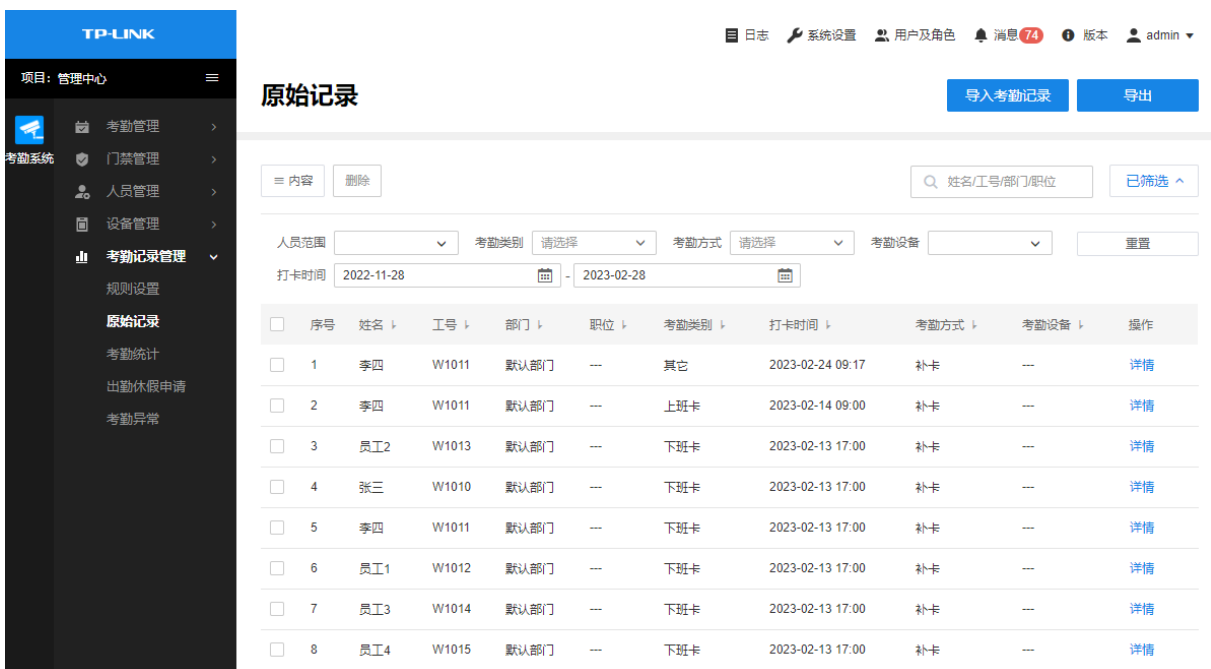 TP-LINK
日志 系统设置 用户及角色 消息 74 版本 admin
项目：管理中心
考勤系统
考勤管理
门禁管理
人员管理
设备管理
考勤记录管理
规则设置
原始记录
考勤统计
出勤休假申请
考勤异常
原始记录 导入考勤记录 导出
内容 删除 姓名/工号/部门/职位 已筛选
人员范围 考勤类别 请选择 考勤方式 请选择 考勤设备 重置
打卡时间 2022-11-28 - 2023-02-28
序号 姓名 工号 部门 职位 考勤类别 打卡时间 考勤方式 考勤设备 操作
1 李四 W1011 默认部门 --- 其它 2023-02-24 09:17 补卡 --- 详情
2 李四 W1011 默认部门 --- 上班卡 2023-02-14 09:00 补卡 --- 详情
3 员工2 W1013 默认部门 --- 下班卡 2023-02-13 17:00 补卡 --- 详情
4 张三 W1010 默认部门 --- 下班卡 2023-02-13 17:00 补卡 --- 详情
5 李四 W1011 默认部门 --- 下班卡 2023-02-13 17:00 补卡 --- 详情
6 员工1 W1012 默认部门 --- 下班卡 2023-02-13 17:00 补卡 --- 详情
7 员工3 W1014 默认部门 --- 下班卡 2023-02-13 17:00 补卡 --- 详情
8 员工4 W1015 默认部门 --- 下班卡 2023-02-13 17:00 补卡 --- 详情